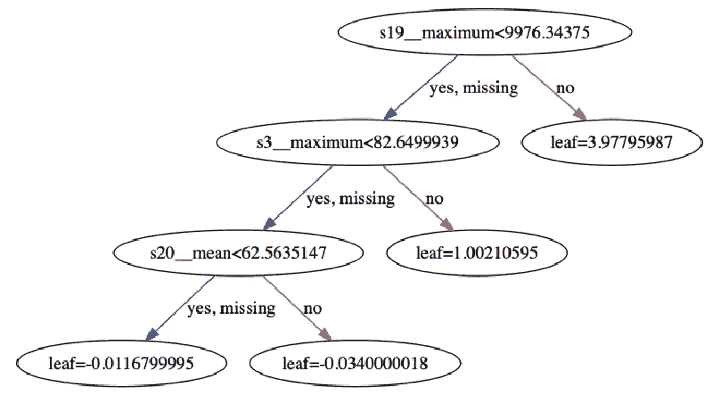 s19__maximum<9976.34375
yes, missing
no
s3__maximum<82.6499939
leaf=3.97795987
yes, missing
no
s20__mean<62.5635147
leaf=1.00210595
yes, missing
no
leaf=-0.0116799995
leaf=-0.0340000018